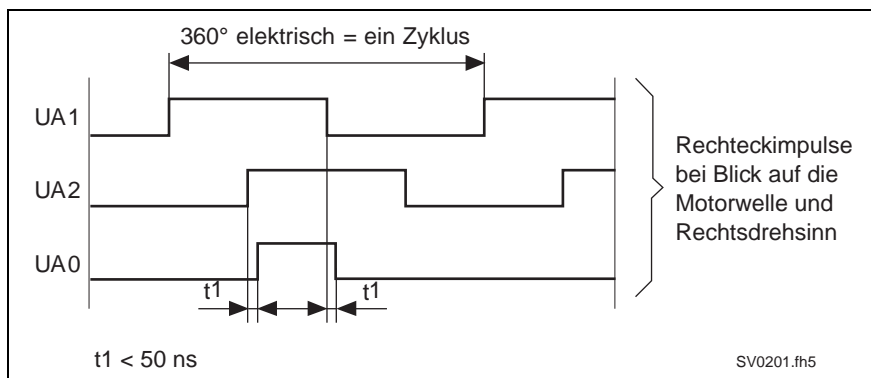 360° elektrisch = ein Zyklus
UA1
UA2
UA0
t1
t1
t1 < 50 ns
Rechteckimpulse
bei Blick auf die
Motorwelle und
Rechtsdrehsinn
SV0201.fh5